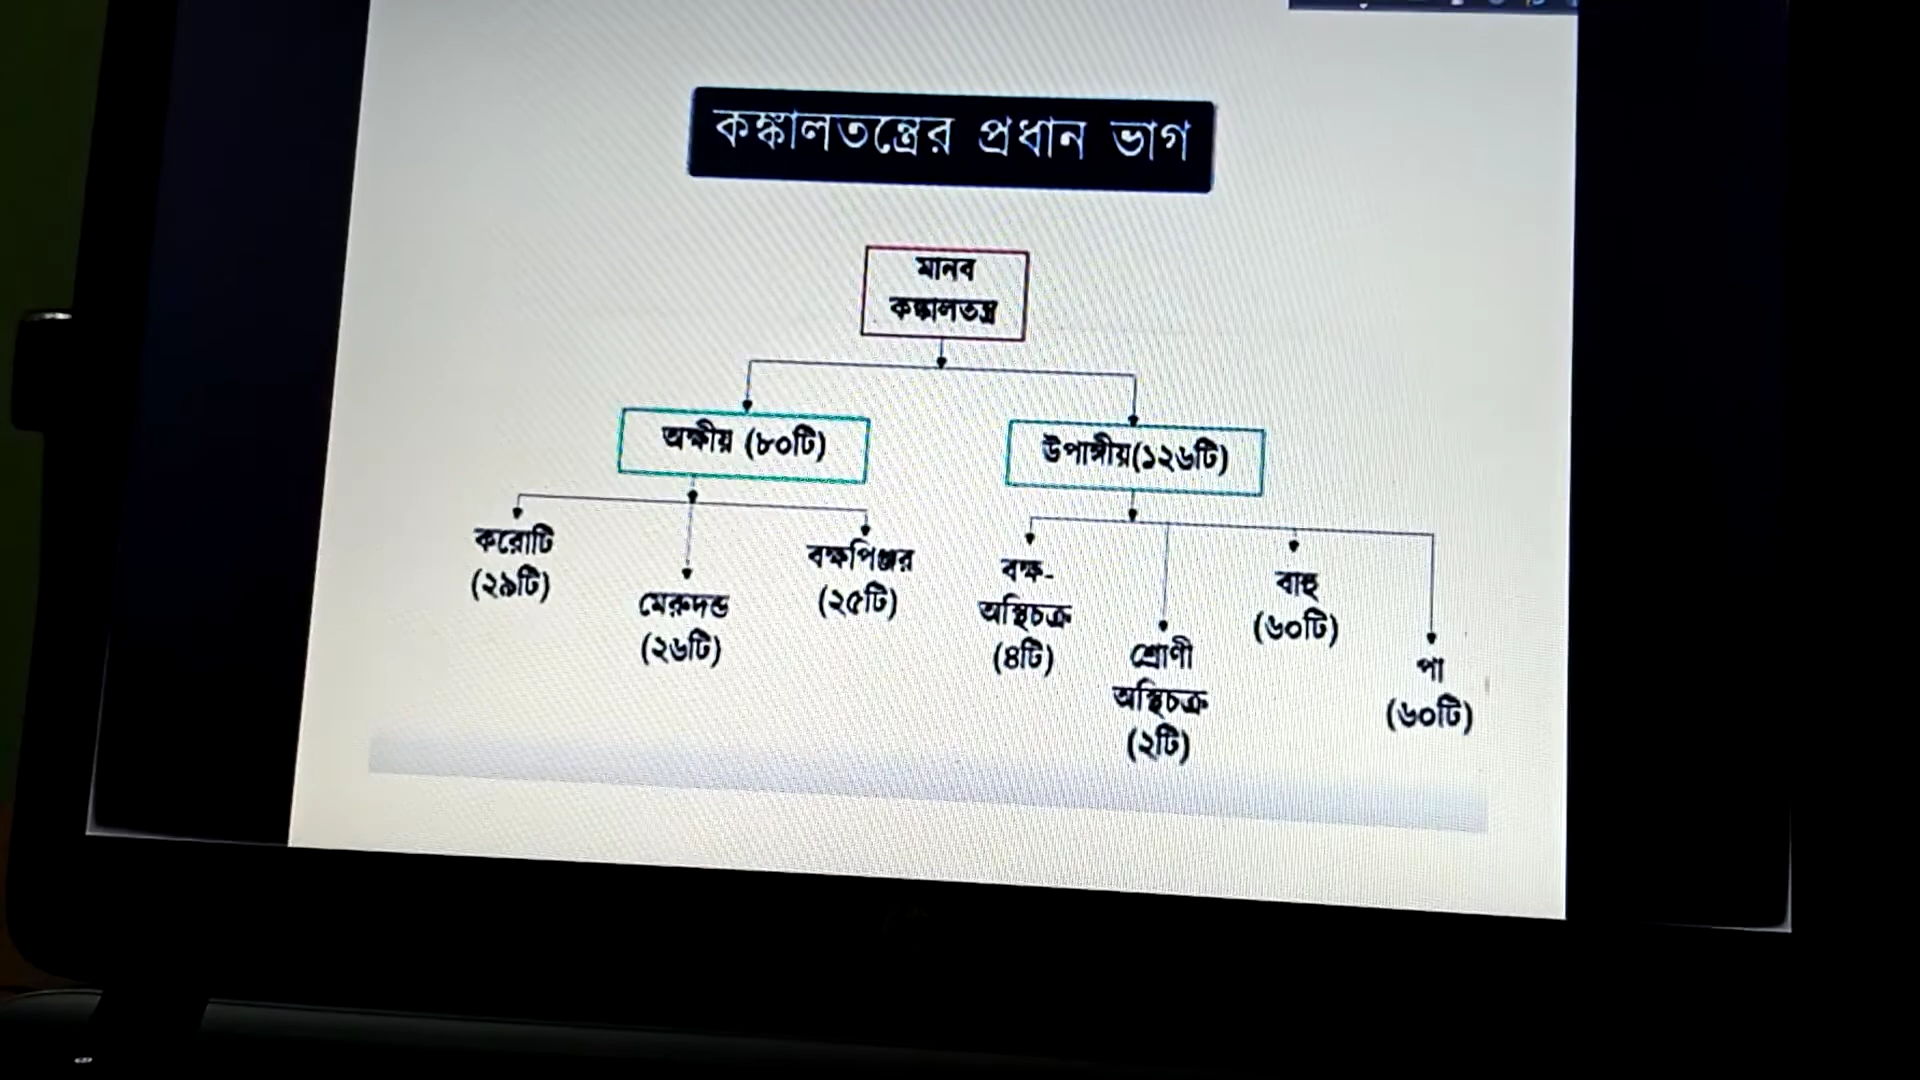 কঙ্কালতন্ত্রের প্রধান ভাগ
মানব
কঙ্কালতন্ত্র
অক্ষীয় (৮০টি)
উপাঙ্গীয়(১২৬টি)
করোটি
(২৯টি)
মেরুদন্ড
(২৬টি)
বক্ষপিঞ্জর
(২৫টি)
বক্ষ-
অস্থিচক্র
(৪টি)
শ্রোণী
অস্থিচক্র
(২টি)
বাহু
(৬০টি)
পা
(৬০টি)